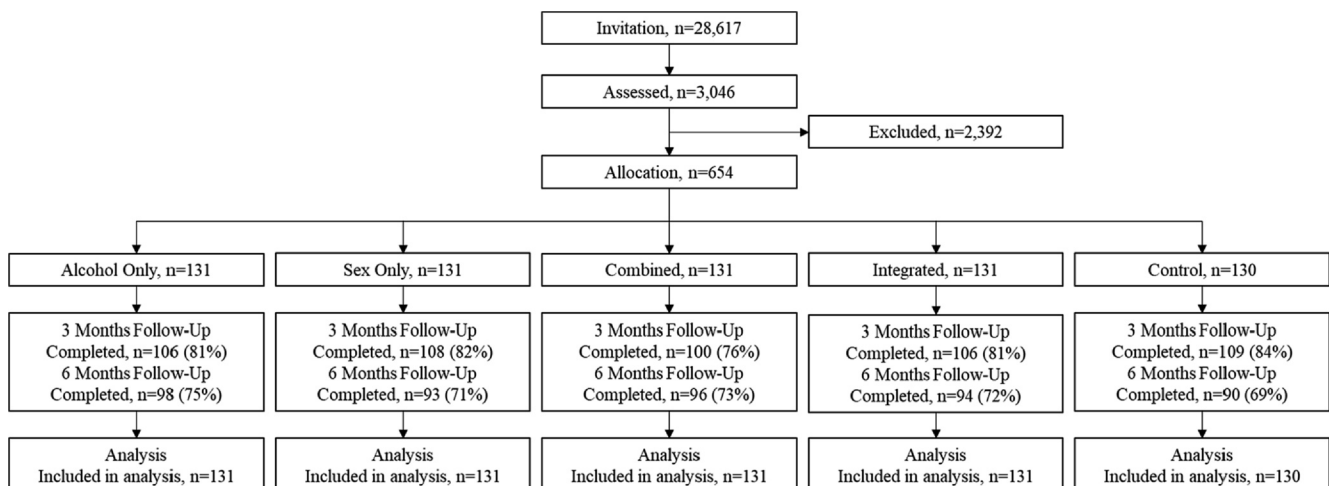 Invitation, n=28,617
Assessed, n=3,046
Excluded, n=2,392
Allocation, n=654
Alcohol Only, n=131
Sex Only, n=131
Combined, n=131
Integrated, n=131
Control, n=130
3 Months Follow-Up
Completed, n=106 (81%)
6 Months Follow-Up
Completed, n=98 (75%)
3 Months Follow-Up
Completed, n=108 (82%)
6 Months Follow-Up
Completed, n=93 (71%)
3 Months Follow-Up
Completed, n=100 (76%)
6 Months Follow-Up
Completed, n=96 (73%)
3 Months Follow-Up
Completed, n=106 (81%)
6 Months Follow-Up
Completed, n=94 (72%)
3 Months Follow-Up
Completed, n=109 (84%)
6 Months Follow-Up
Completed, n=90 (69%)
Analysis
Included in analysis, n=131
Analysis
Included in analysis, n=131
Analysis
Included in analysis, n=131
Analysis
Included in analysis, n=131
Analysis
Included in analysis, n=130